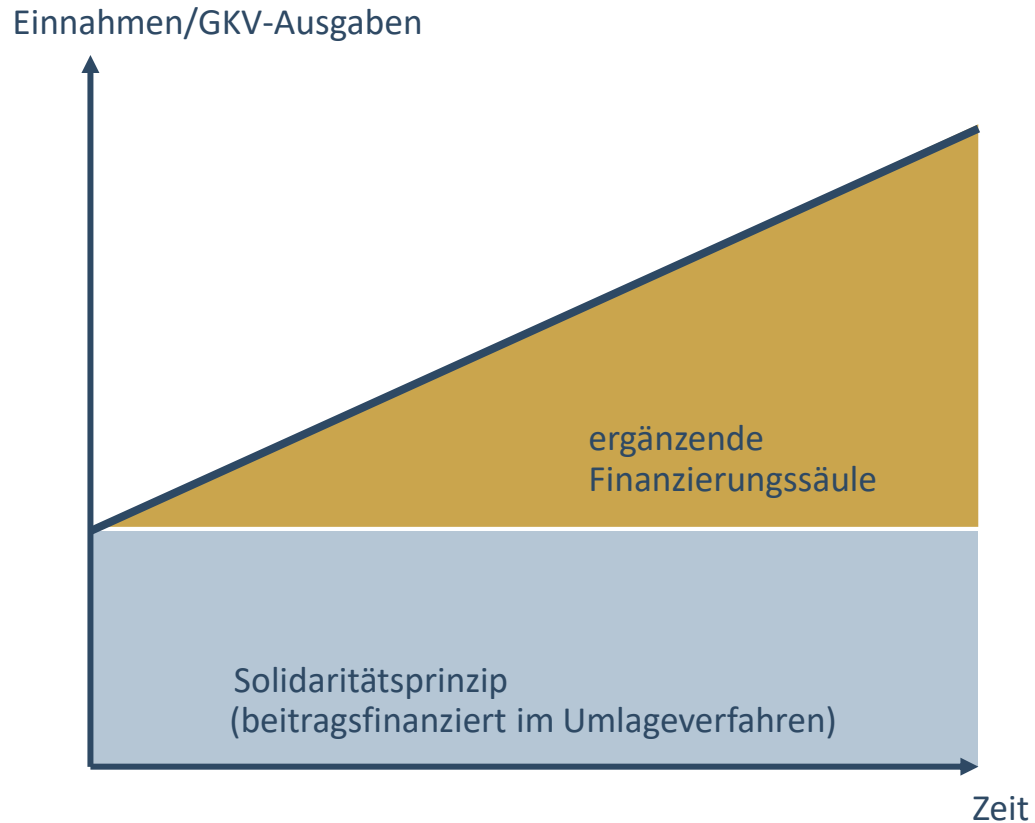 Einnahmen/GKV-Ausgaben
ergänzende
Finanzierungssäule
Solidaritätsprinzip
(beitragsfinanziert im Umlageverfahren)
Zeit